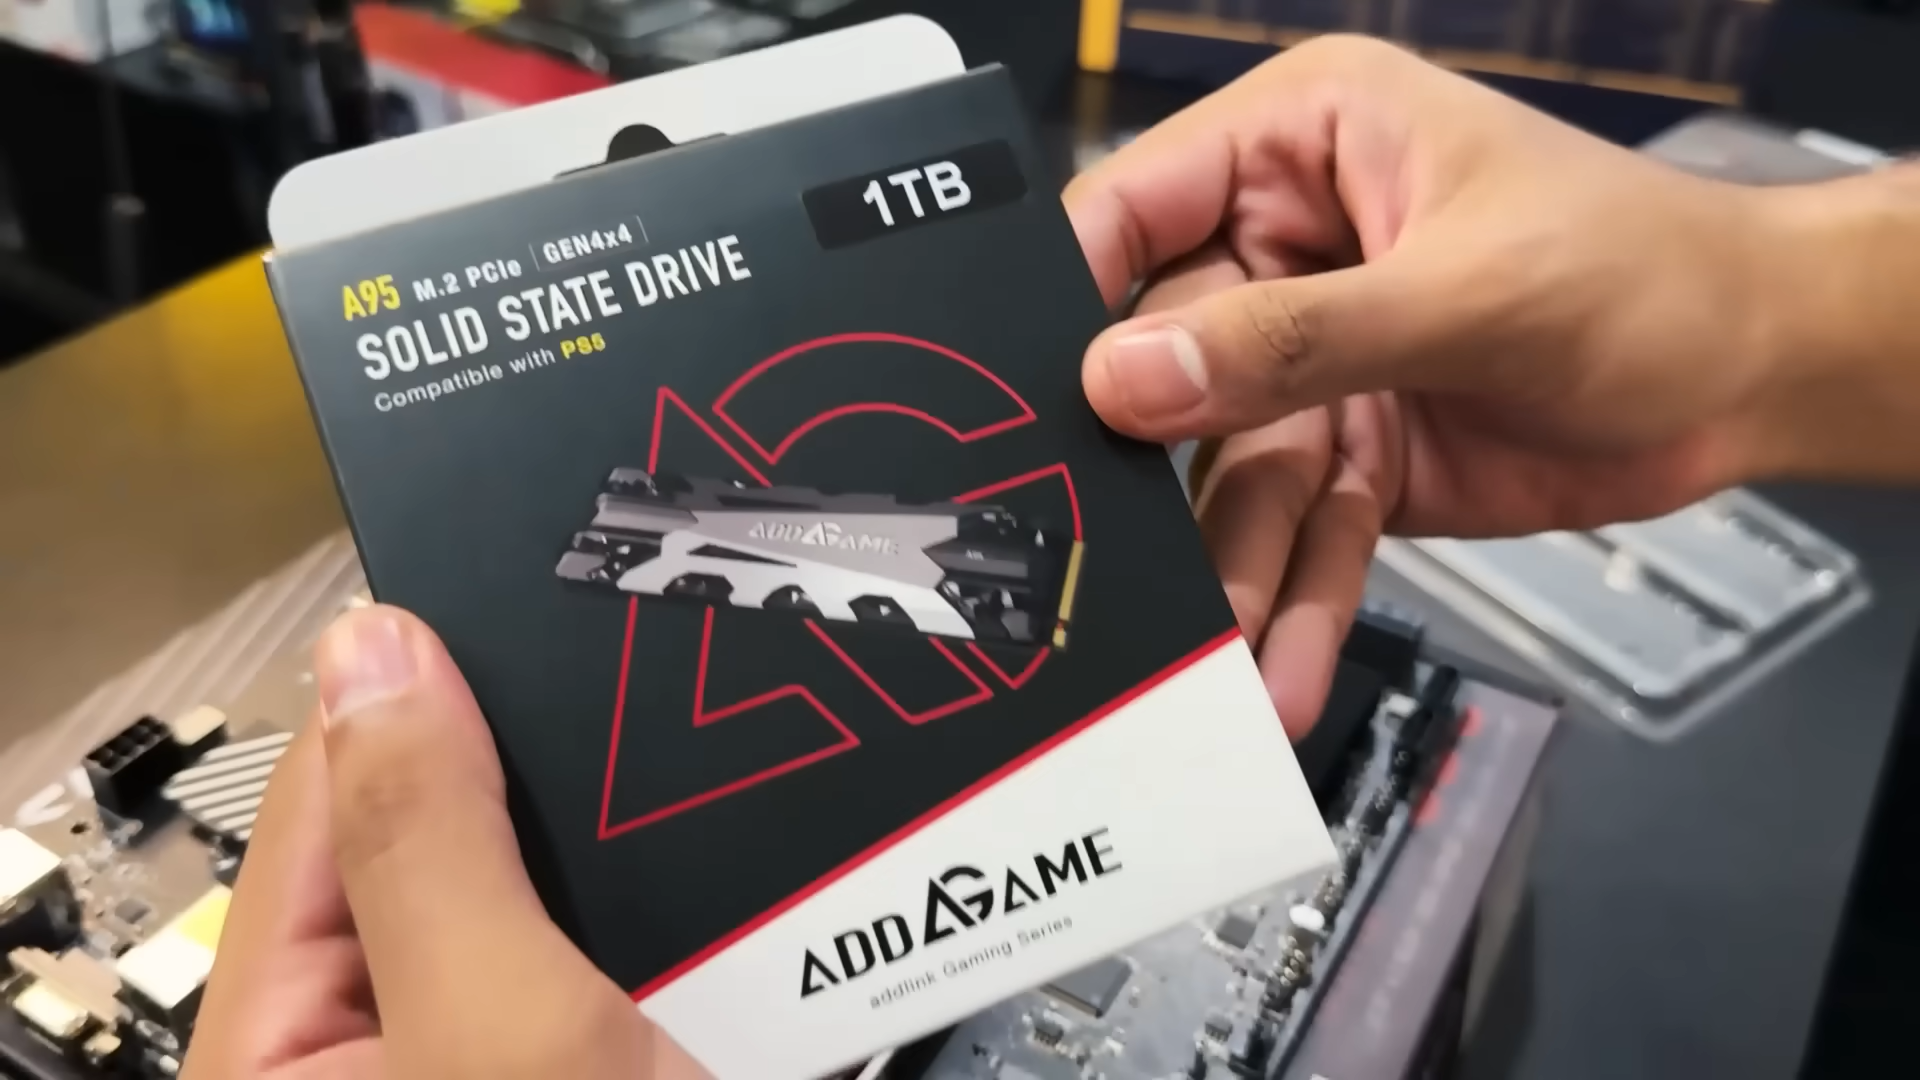 1TB
A95 M.2 PCIe GEN4x4
SOLID STATE DRIVE
Compatible with PS5
ADDGAME
ADDGAME
addlink Gaming Series